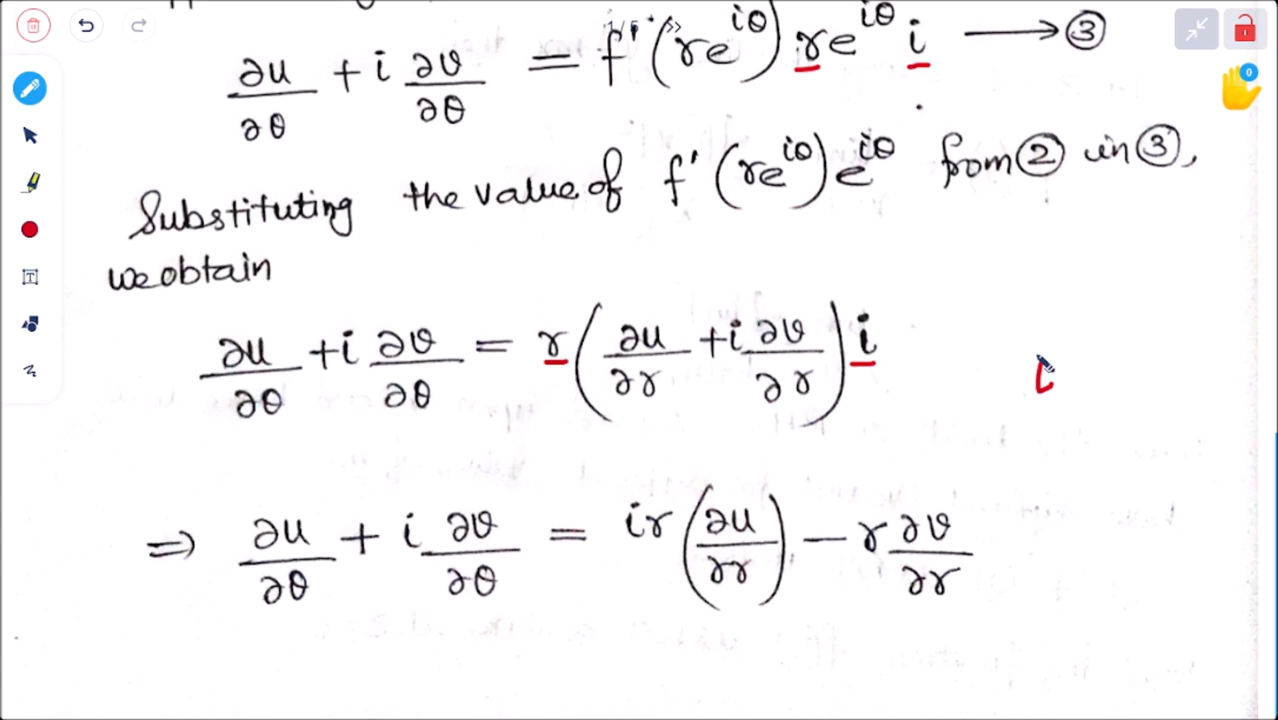 ∂u/∂θ + i ∂v/∂θ = f'(re^{iθ}) re^{iθ} i ⟶ ③
Substituting the value of f'(re^{iθ}) e^{iθ} from ② in ③,
we obtain
∂u/∂θ + i ∂v/∂θ = r(∂u/∂r + i ∂v/∂r) i
⇒ ∂u/∂θ + i ∂v/∂θ = ir(∂u/∂r) − r ∂v/∂r